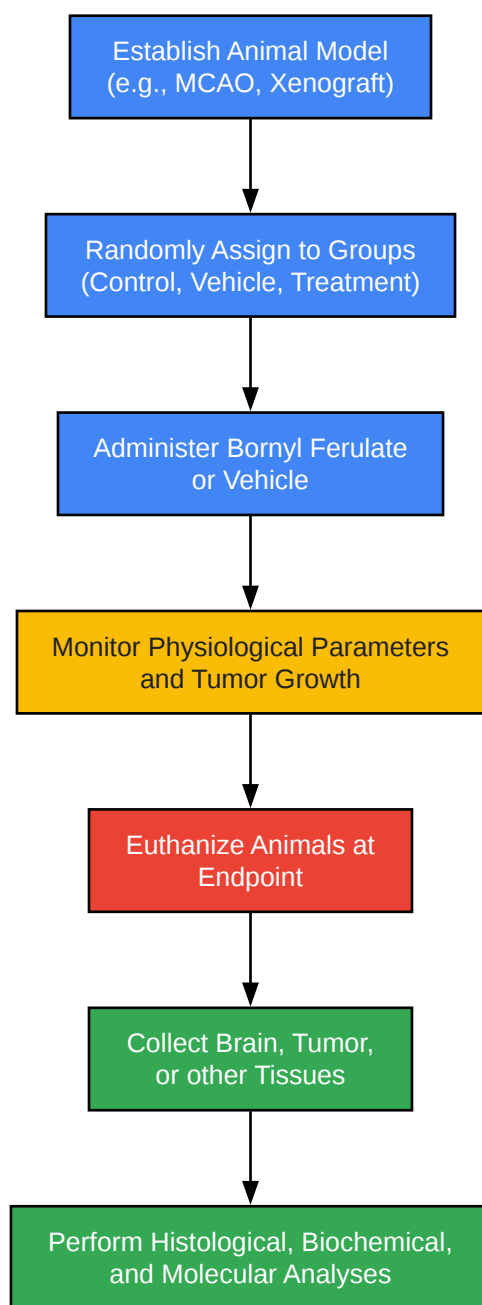 Establish Animal Model
(e.g., MCAO, Xenograft)
Randomly Assign to Groups
(Control, Vehicle, Treatment)
Administer Bornyl Ferulate
or Vehicle
Monitor Physiological Parameters
and Tumor Growth
Euthanize Animals at
Endpoint
Collect Brain, Tumor,
or other Tissues
Perform Histological, Biochemical,
and Molecular Analyses